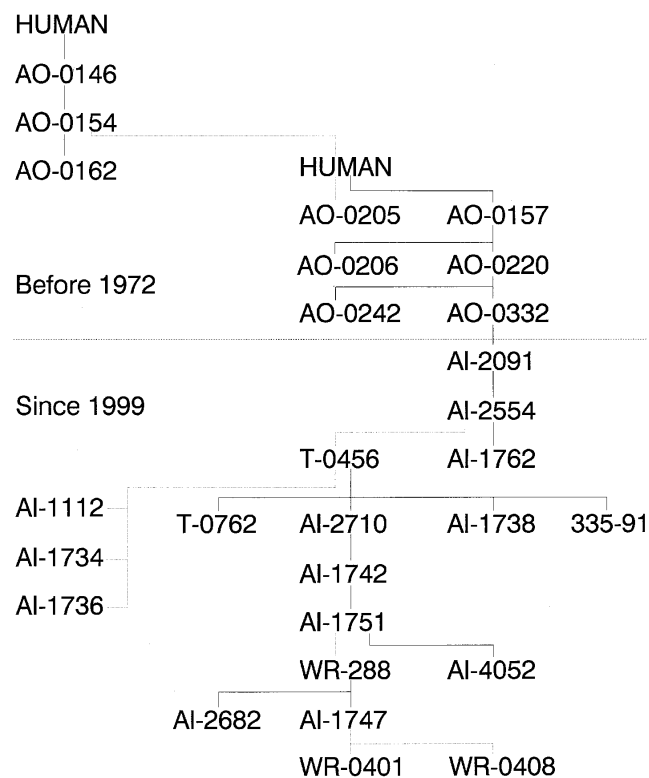 HUMAN
AO-0146
AO-0154
AO-0162
HUMAN
AO-0205 AO-0157
AO-0206 AO-0220
Before 1972
AO-0242 AO-0332
AI-2091
Since 1999
AI-2554
T-0456 AI-1762
AI-1112
T-0762 AI-2710 AI-1738 335-91
AI-1734
AI-1742
AI-1736
AI-1751
WR-288 AI-4052
AI-2682 AI-1747
WR-0401 WR-0408